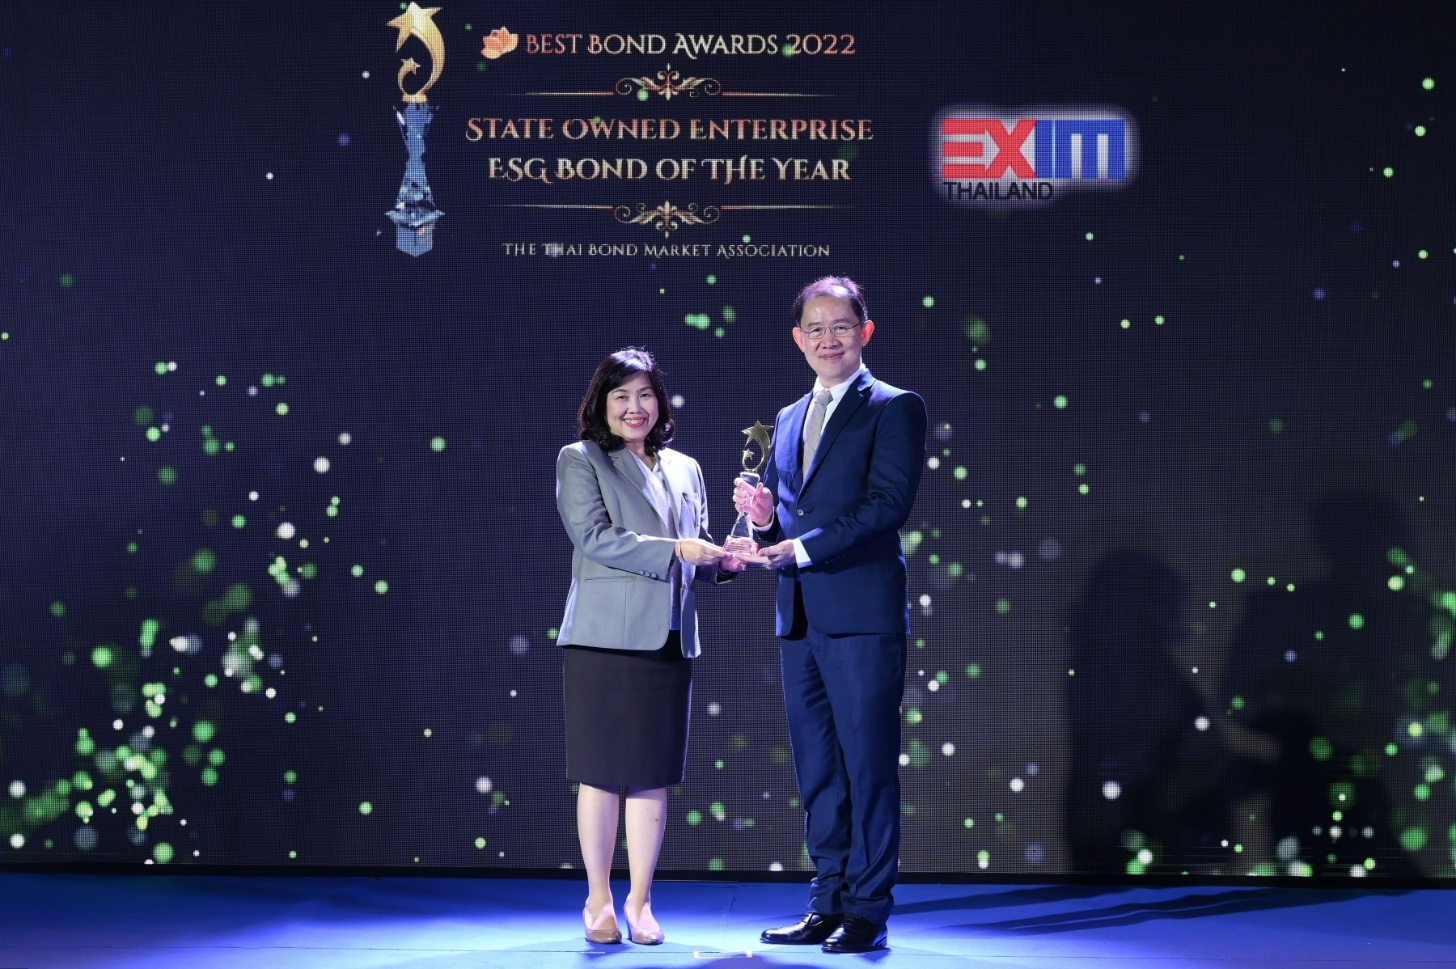 BEST BOND AWARDS 2022
STATE OWNED ENTERPRISE
ESG BOND OF THE YEAR
THE THAI BOND MARKET ASSOCIATION
EXIM
THAILAND